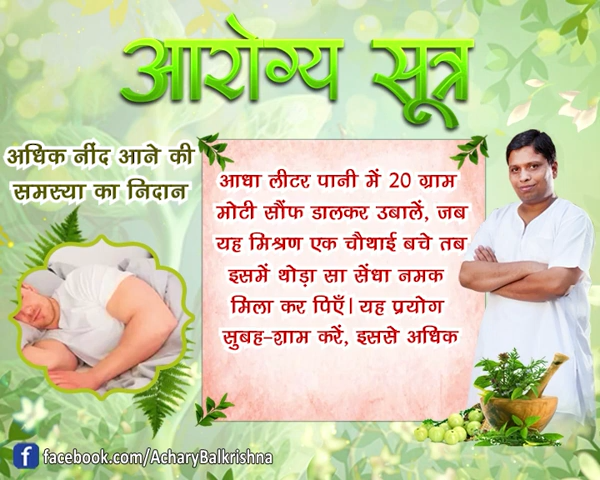 आरोग्य सूत्र
अधिक नींद आने की
समस्या का निदान
आधा लीटर पानी में 20 ग्राम
मोटी सौंफ डालकर उबालें, जब
यह मिश्रण एक चौथाई बचे तब
इसमें थोड़ा सा सेंधा नमक
मिला कर पिएँ। यह प्रयोग
सुबह-शाम करें, इससे अधिक
facebook.com/AcharyBalkrishna